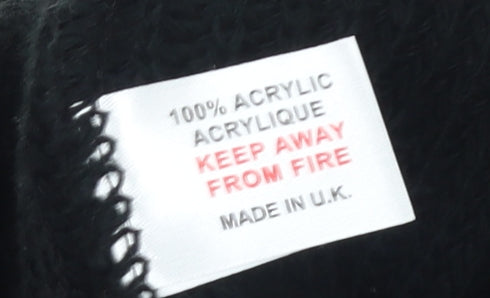 100% ACRYLIC
ACRYLIQUE
KEEP AWAY
FROM FIRE
MADE IN U.K.